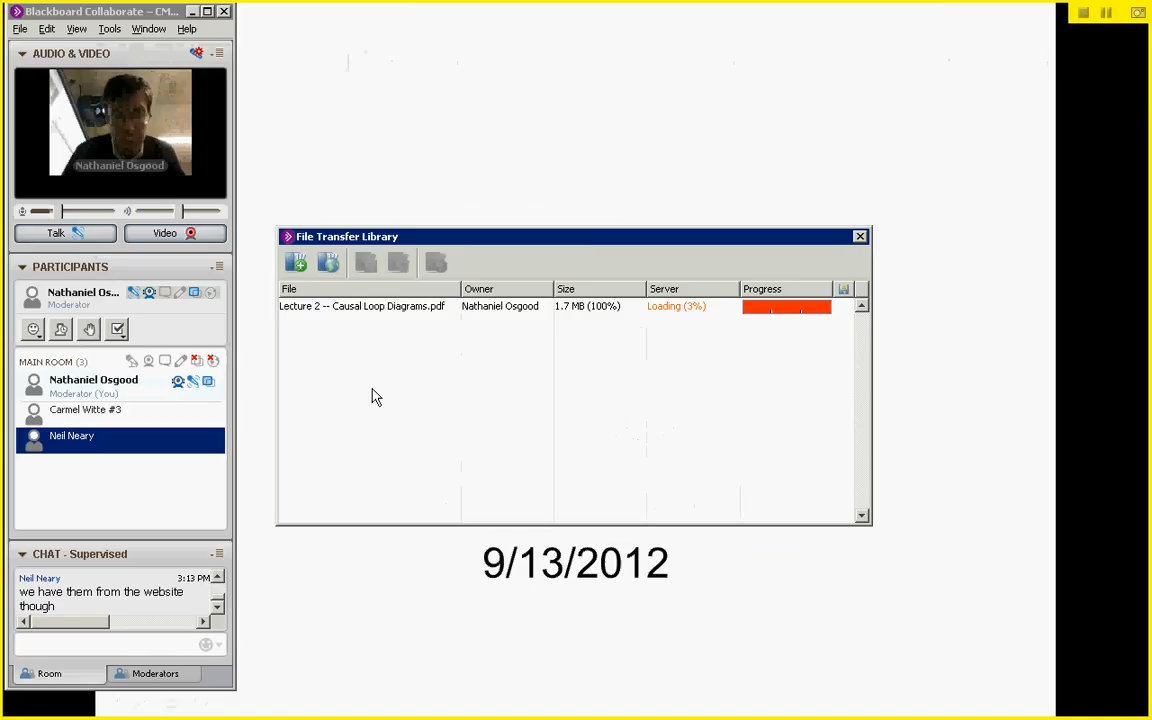 Blackboard Collaborate – CM...
File Edit View Tools Window Help
AUDIO & VIDEO
Nathaniel Osgood
Talk Video
PARTICIPANTS
Nathaniel Os...
Moderator
MAIN ROOM (3)
Nathaniel Osgood
Moderator (You)
Carmel Witte #3
Neil Neary
CHAT - Supervised
Neil Neary 3:13 PM
we have them from the website
though
Room Moderators
File Transfer Library
File Owner Size Server Progress
Lecture 2 -- Causal Loop Diagrams.pdf Nathaniel Osgood 1.7 MB (100%) Loading (3%)
9/13/2012